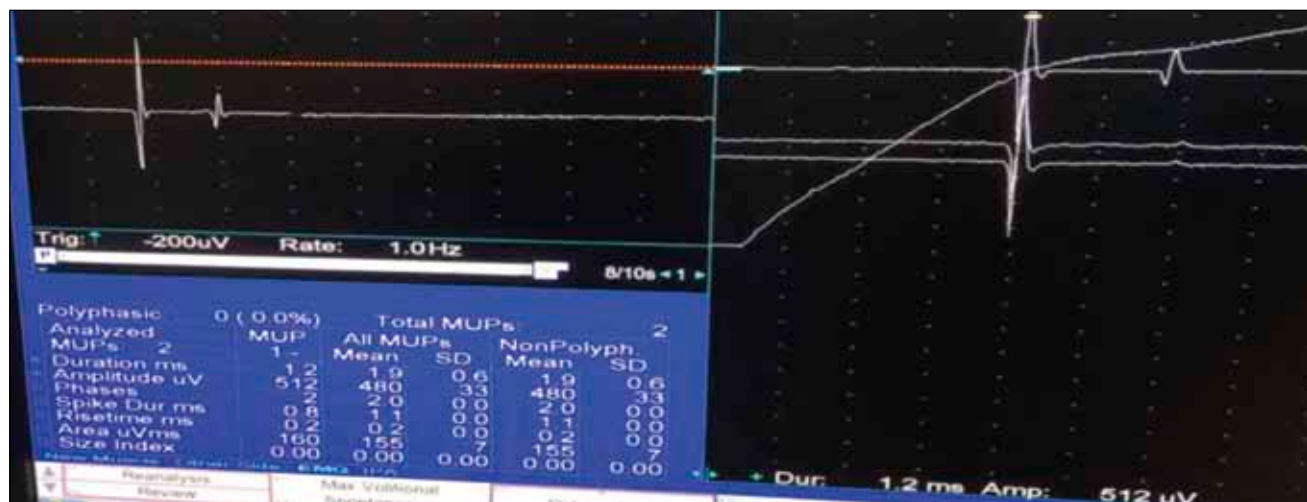 Trig: -200uV Rate: 1.0Hz
8/10s 1
Polyphasic 0 (0.0%) Total MUPs 2
Analyzed MUP All MUPs NonPolyph
MUPs 2 1 - Mean SD Mean SD
Duration ms 1.2 1.9 0.6 1.9 0.6
Amplitude uV 512 480 33 480 33
Phases 2 2.0 0.0 2.0 0.0
Spike Dur ms 0.8 1.1 0.0 1.1 0.0
Risetime ms 0.2 0.2 0.0 0.2 0.0
Area uVms 160 155 7 155 7
Size Index 0.00 0.00 0.00 0.00 0.00
Dur: 1.2 ms Amp: 512 uV
Reanalysis
Review
Max Volitional